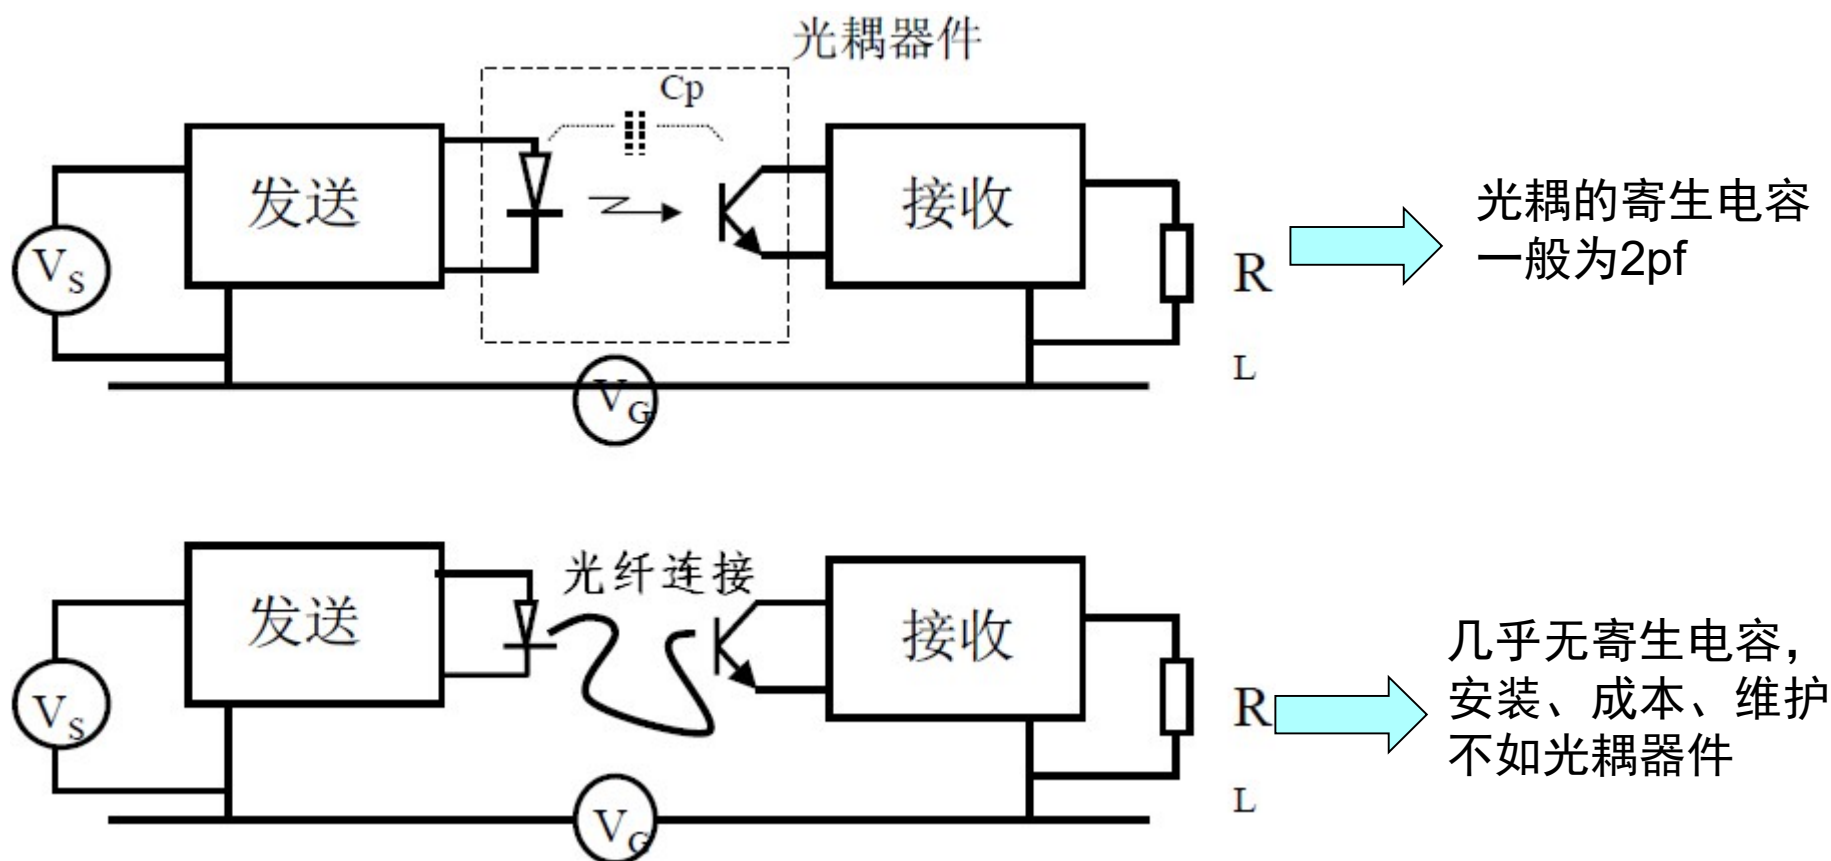 光耦器件
Cp
发送
接收
VS
RL
VG
光耦的寄生电容
一般为2pf
光纤连接
发送
接收
VS
RL
VG
几乎无寄生电容，
安装、成本、维护
不如光耦器件